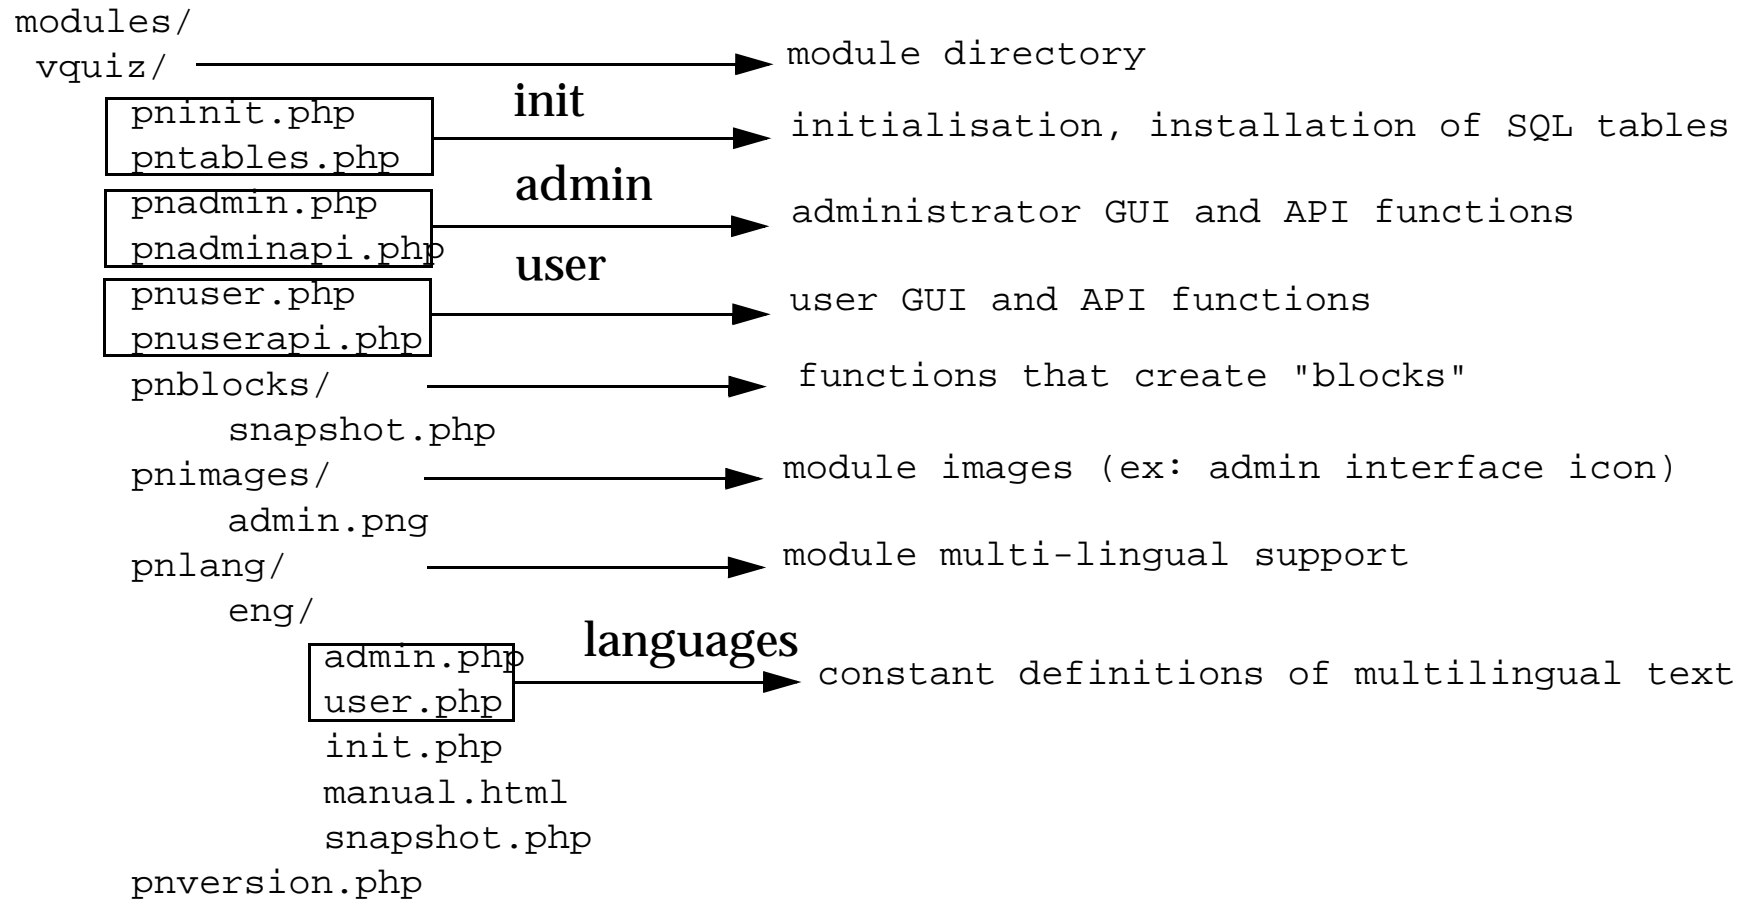 modules/
vquiz/
module directory
init
pninit.php
pntables.php
initialisation, installation of SQL tables
admin
pnadmin.php
pnadminapi.php
administrator GUI and API functions
user
pnuser.php
pnuserapi.php
user GUI and API functions
pnblocks/
functions that create "blocks"
snapshot.php
pnimages/
module images (ex: admin interface icon)
admin.png
pnlang/
module multi-lingual support
eng/
languages
admin.php
user.php
constant definitions of multilingual text
init.php
manual.html
snapshot.php
pnversion.php